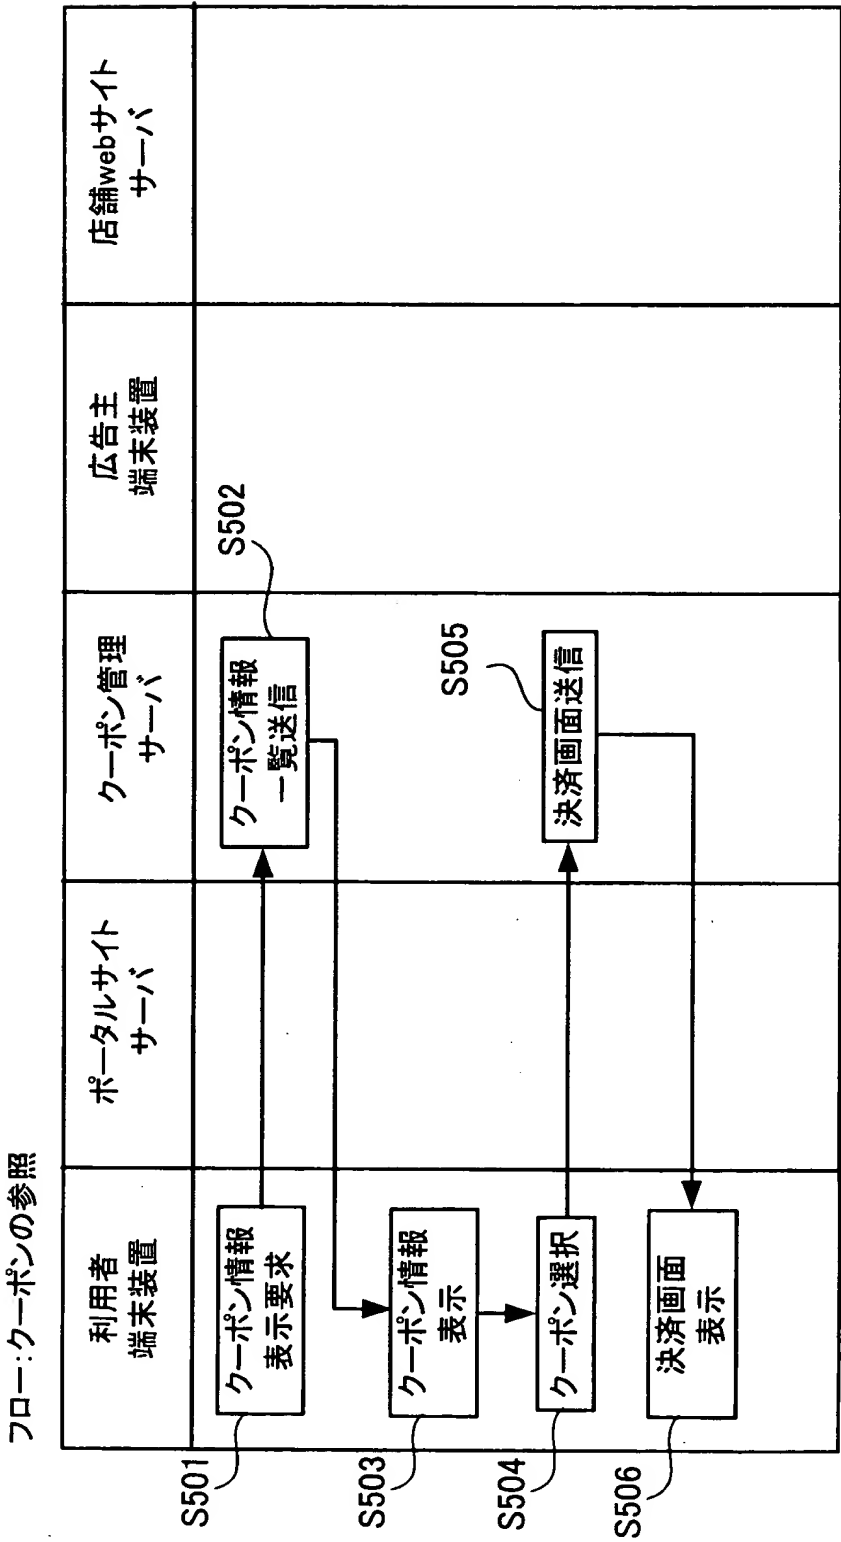 フロー:クーポンの参照
利用者
端末装置
ポータルサイト
サーバ
クーポン管理
サーバ
広告主
端末装置
店舗webサイト
サーバ
S501
クーポン情報
表示要求
クーポン情報
一覧送信
S502
S503
クーポン情報
表示
S504
クーポン選択
決済画面送信
S505
S506
決済画面
表示